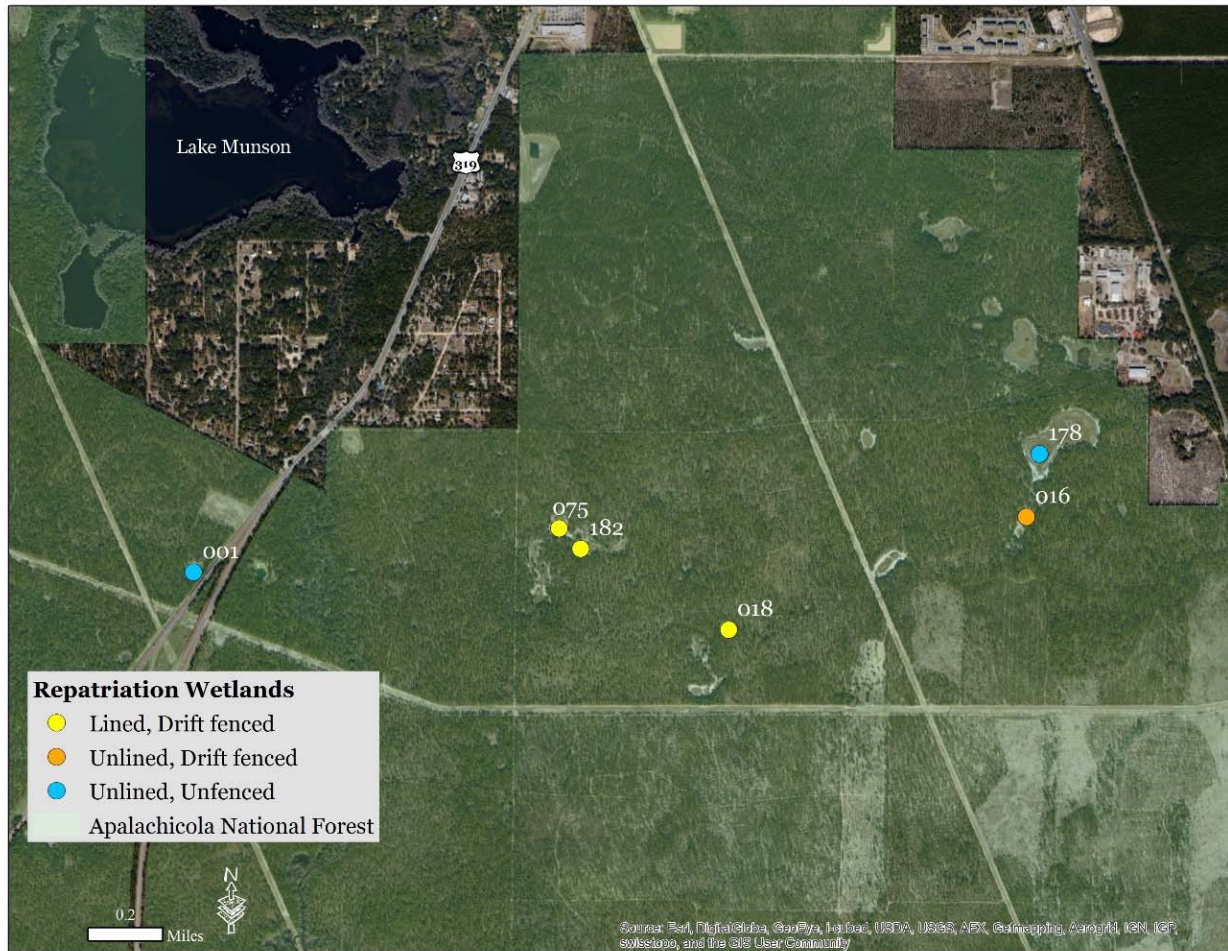 Lake Munson
319
178
016
075
182
001
018
Repatriation Wetlands
Lined, Drift fenced
Unlined, Drift fenced
Unlined, Unfenced
Apalachicola National Forest
N
0.2
Miles
Source: Esri, DigitalGlobe, GeoEye, i-cubed, USDA, USGS, AEX, Getmapping, Aerogrid, IGN, IGP,
swisstopo, and the GIS User Community